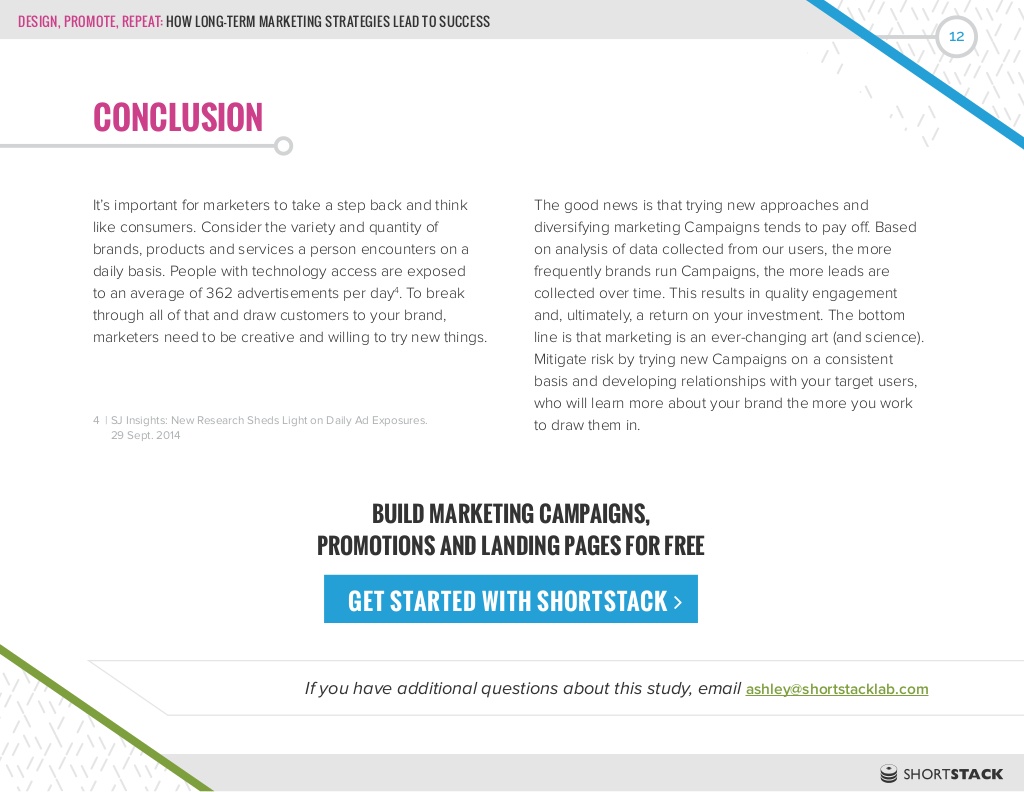 DESIGN, PROMOTE, REPEAT: HOW LONG-TERM MARKETING STRATEGIES LEAD TO SUCCESS
12
CONCLUSION
It's important for marketers to take a step back and think
like consumers. Consider the variety and quantity of
brands, products and services a person encounters on a
daily basis. People with technology access are exposed
to an average of 362 advertisements per day⁴. To break
through all of that and draw customers to your brand,
marketers need to be creative and willing to try new things.
4 | SJ Insights: New Research Sheds Light on Daily Ad Exposures.
29 Sept. 2014
The good news is that trying new approaches and
diversifying marketing Campaigns tends to pay off. Based
on analysis of data collected from our users, the more
frequently brands run Campaigns, the more leads are
collected over time. This results in quality engagement
and, ultimately, a return on your investment. The bottom
line is that marketing is an ever-changing art (and science).
Mitigate risk by trying new Campaigns on a consistent
basis and developing relationships with your target users,
who will learn more about your brand the more you work
to draw them in.
BUILD MARKETING CAMPAIGNS,
PROMOTIONS AND LANDING PAGES FOR FREE
GET STARTED WITH SHORTSTACK >
If you have additional questions about this study, email ashley@shortstacklab.com
SHORTSTACK